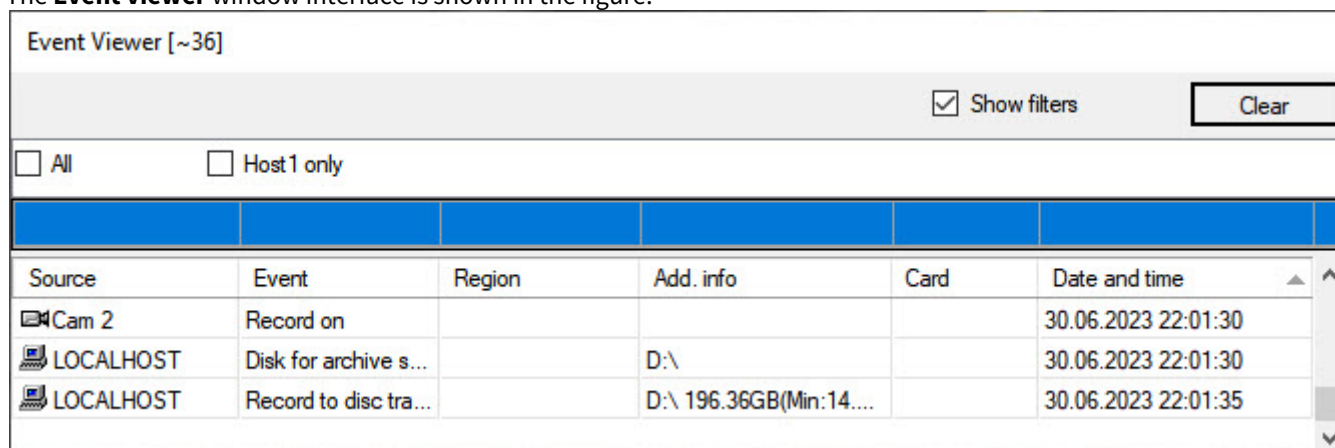 The Event Viewer window interface is shown in the figure.
Event Viewer [~36]
Show filters Clear
All Host1 only
Source Event Region Add. info Card Date and time
Cam 2 Record on 30.06.2023 22:01:30
LOCALHOST Disk for archive s... D:\ 30.06.2023 22:01:30
LOCALHOST Record to disc tra... D:\ 196.36GB(Min:14.... 30.06.2023 22:01:35